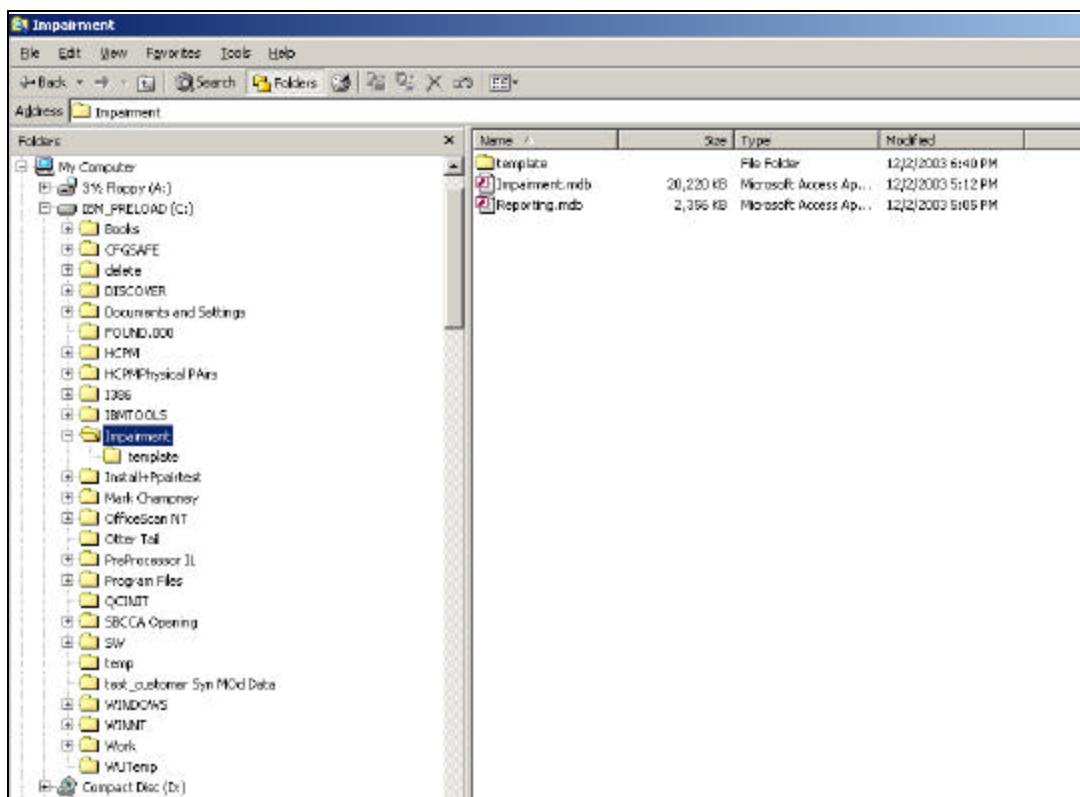 Impairment
File Edit View Favorites Tools Help
Back Search Folders
Address Impairment
Folders
Name Size Type Modified
My Computer
3½ Floppy (A:)
IBM_PRELOAD (C:)
Books
CFGSAFE
delete
DISCOVER
Documents and Settings
FOUND.000
HCPM
HCPMPhysical PAirs
I386
IBMTOOLS
Impairment
template
Install+Ppairtest
Mark Champney
OfficeScan NT
Otter Tail
PreProcessor IL
Program Files
QCINIT
SBCCA Opening
SW
temp
test_customer Syn MOd Data
WINDOWS
WINNT
Work
WUTemp
Compact Disc (D:)
template File Folder 12/2/2003 6:40 PM
Impairment.mdb 20,220 KB Microsoft Access Ap... 12/2/2003 5:12 PM
Reporting.mdb 2,356 KB Microsoft Access Ap... 12/2/2003 5:05 PM